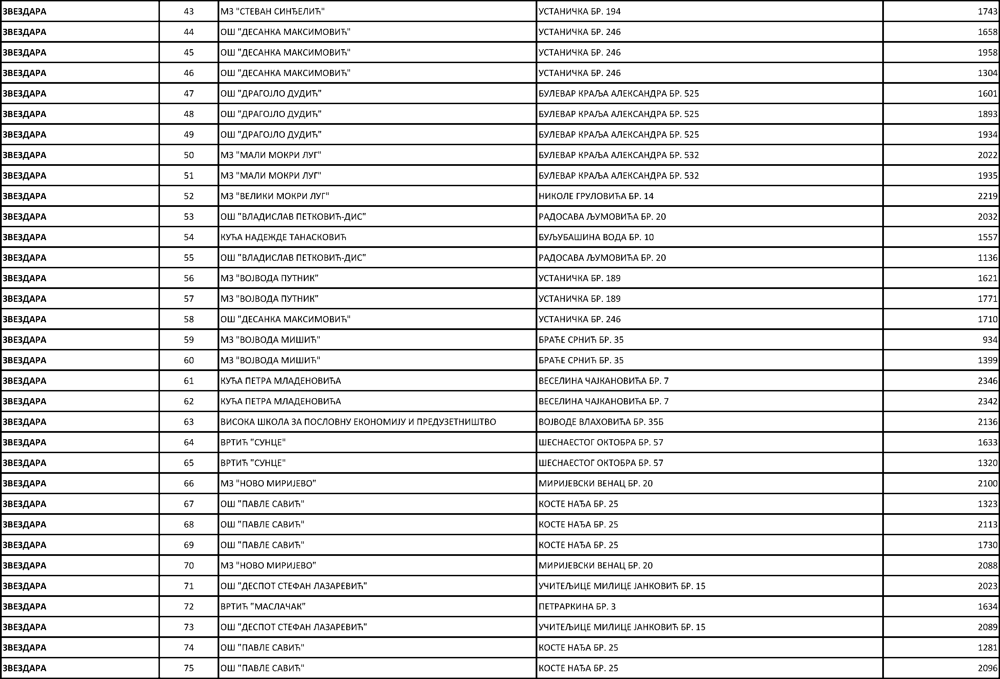 ЗВЕЗДАРА 43 МЗ "СТЕВАН СИНЂЕЛИЋ" УСТАНИЧКА БР. 194 1743
ЗВЕЗДАРА 44 ОШ "ДЕСАНКА МАКСИМОВИЋ" УСТАНИЧКА БР. 246 1658
ЗВЕЗДАРА 45 ОШ "ДЕСАНКА МАКСИМОВИЋ" УСТАНИЧКА БР. 246 1958
ЗВЕЗДАРА 46 ОШ "ДЕСАНКА МАКСИМОВИЋ" УСТАНИЧКА БР. 246 1304
ЗВЕЗДАРА 47 ОШ "ДРАГОЈЛО ДУДИЋ" БУЛЕВАР КРАЉА АЛЕКСАНДРА БР. 525 1601
ЗВЕЗДАРА 48 ОШ "ДРАГОЈЛО ДУДИЋ" БУЛЕВАР КРАЉА АЛЕКСАНДРА БР. 525 1893
ЗВЕЗДАРА 49 ОШ "ДРАГОЈЛО ДУДИЋ" БУЛЕВАР КРАЉА АЛЕКСАНДРА БР. 525 1934
ЗВЕЗДАРА 50 МЗ "МАЛИ МОКРИ ЛУГ" БУЛЕВАР КРАЉА АЛЕКСАНДРА БР. 532 2022
ЗВЕЗДАРА 51 МЗ "МАЛИ МОКРИ ЛУГ" БУЛЕВАР КРАЉА АЛЕКСАНДРА БР. 532 1935
ЗВЕЗДАРА 52 МЗ "ВЕЛИКИ МОКРИ ЛУГ" НИКОЛЕ ГРУЛОВИЋА БР. 14 2219
ЗВЕЗДАРА 53 ОШ "ВЛАДИСЛАВ ПЕТКОВИЋ-ДИС" РАДОСАВА ЉУМОВИЋА БР. 20 2032
ЗВЕЗДАРА 54 КУЋА НАДЕЖДЕ ТАНАСКОВИЋ БУЉУБАШИНА ВОДА БР. 10 1557
ЗВЕЗДАРА 55 ОШ "ВЛАДИСЛАВ ПЕТКОВИЋ-ДИС" РАДОСАВА ЉУМОВИЋА БР. 20 1136
ЗВЕЗДАРА 56 МЗ "ВОЈВОДА ПУТНИК" УСТАНИЧКА БР. 189 1621
ЗВЕЗДАРА 57 МЗ "ВОЈВОДА ПУТНИК" УСТАНИЧКА БР. 189 1771
ЗВЕЗДАРА 58 ОШ "ДЕСАНКА МАКСИМОВИЋ" УСТАНИЧКА БР. 246 1710
ЗВЕЗДАРА 59 МЗ "ВОЈВОДА МИШИЋ" БРАЋЕ СРНИЋ БР. 35 934
ЗВЕЗДАРА 60 МЗ "ВОЈВОДА МИШИЋ" БРАЋЕ СРНИЋ БР. 35 1399
ЗВЕЗДАРА 61 КУЋА ПЕТРА МЛАДЕНОВИЋА ВЕСЕЛИНА ЧАЈКАНОВИЋА БР. 7 2346
ЗВЕЗДАРА 62 КУЋА ПЕТРА МЛАДЕНОВИЋА ВЕСЕЛИНА ЧАЈКАНОВИЋА БР. 7 2342
ЗВЕЗДАРА 63 ВИСОКА ШКОЛА ЗА ПОСЛОВНУ ЕКОНОМИЈУ И ПРЕДУЗЕТНИШТВО ВОЈВОДЕ ВЛАХОВИЋА БР. 35Б 2136
ЗВЕЗДАРА 64 ВРТИЋ "СУНЦЕ" ШЕСНАЕСТОГ ОКТОБРА БР. 57 1633
ЗВЕЗДАРА 65 ВРТИЋ "СУНЦЕ" ШЕСНАЕСТОГ ОКТОБРА БР. 57 1320
ЗВЕЗДАРА 66 МЗ "НОВО МИРИЈЕВО" МИРИЈЕВСКИ ВЕНАЦ БР. 20 2100
ЗВЕЗДАРА 67 ОШ "ПАВЛЕ САВИЋ" КОСТЕ НАЂА БР. 25 1323
ЗВЕЗДАРА 68 ОШ "ПАВЛЕ САВИЋ" КОСТЕ НАЂА БР. 25 2113
ЗВЕЗДАРА 69 ОШ "ПАВЛЕ САВИЋ" КОСТЕ НАЂА БР. 25 1730
ЗВЕЗДАРА 70 МЗ "НОВО МИРИЈЕВО" МИРИЈЕВСКИ ВЕНАЦ БР. 20 2088
ЗВЕЗДАРА 71 ОШ "ДЕСПОТ СТЕФАН ЛАЗАРЕВИЋ" УЧИТЕЉИЦЕ МИЛИЦЕ ЈАНКОВИЋ БР. 15 2023
ЗВЕЗДАРА 72 ВРТИЋ "МАСЛАЧАК" ПЕТРАРКИНА БР. 3 1634
ЗВЕЗДАРА 73 ОШ "ДЕСПОТ СТЕФАН ЛАЗАРЕВИЋ" УЧИТЕЉИЦЕ МИЛИЦЕ ЈАНКОВИЋ БР. 15 2089
ЗВЕЗДАРА 74 ОШ "ПАВЛЕ САВИЋ" КОСТЕ НАЂА БР. 25 1281
ЗВЕЗДАРА 75 ОШ "ПАВЛЕ САВИЋ" КОСТЕ НАЂА БР. 25 2096